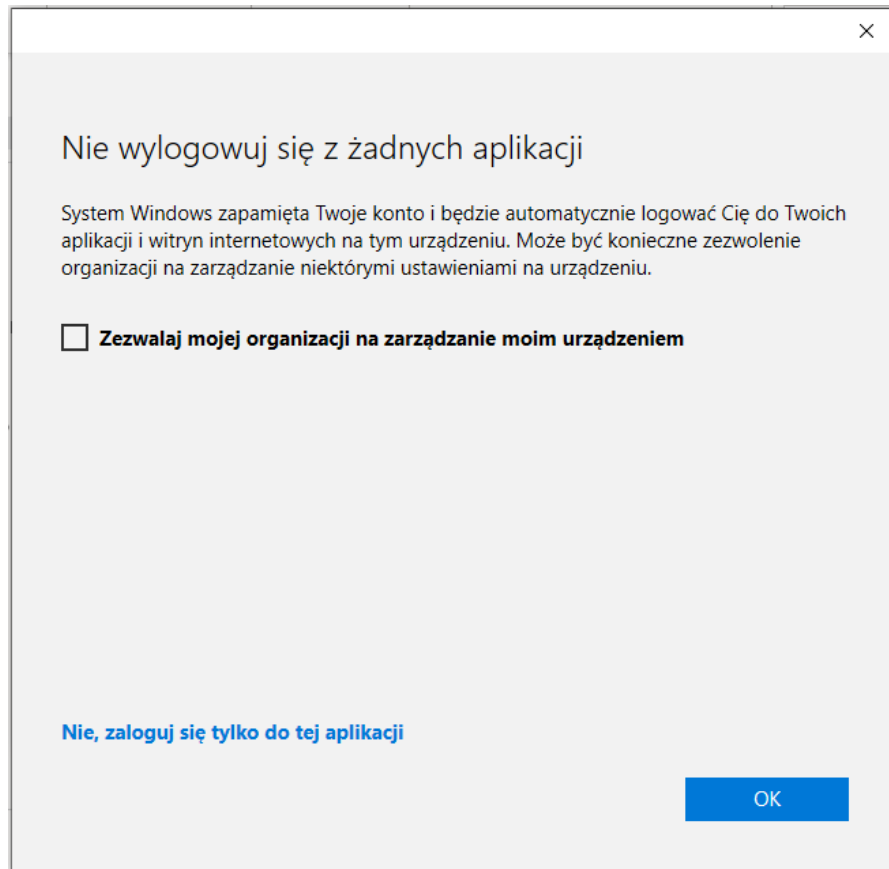 Nie wylogowuj się z żadnych aplikacji
System Windows zapamięta Twoje konto i będzie automatycznie logować Cię do Twoich
aplikacji i witryn internetowych na tym urządzeniu. Może być konieczne zezwolenie
organizacji na zarządzanie niektórymi ustawieniami na urządzeniu.
Zezwalaj mojej organizacji na zarządzanie moim urządzeniem
Nie, zaloguj się tylko do tej aplikacji
OK